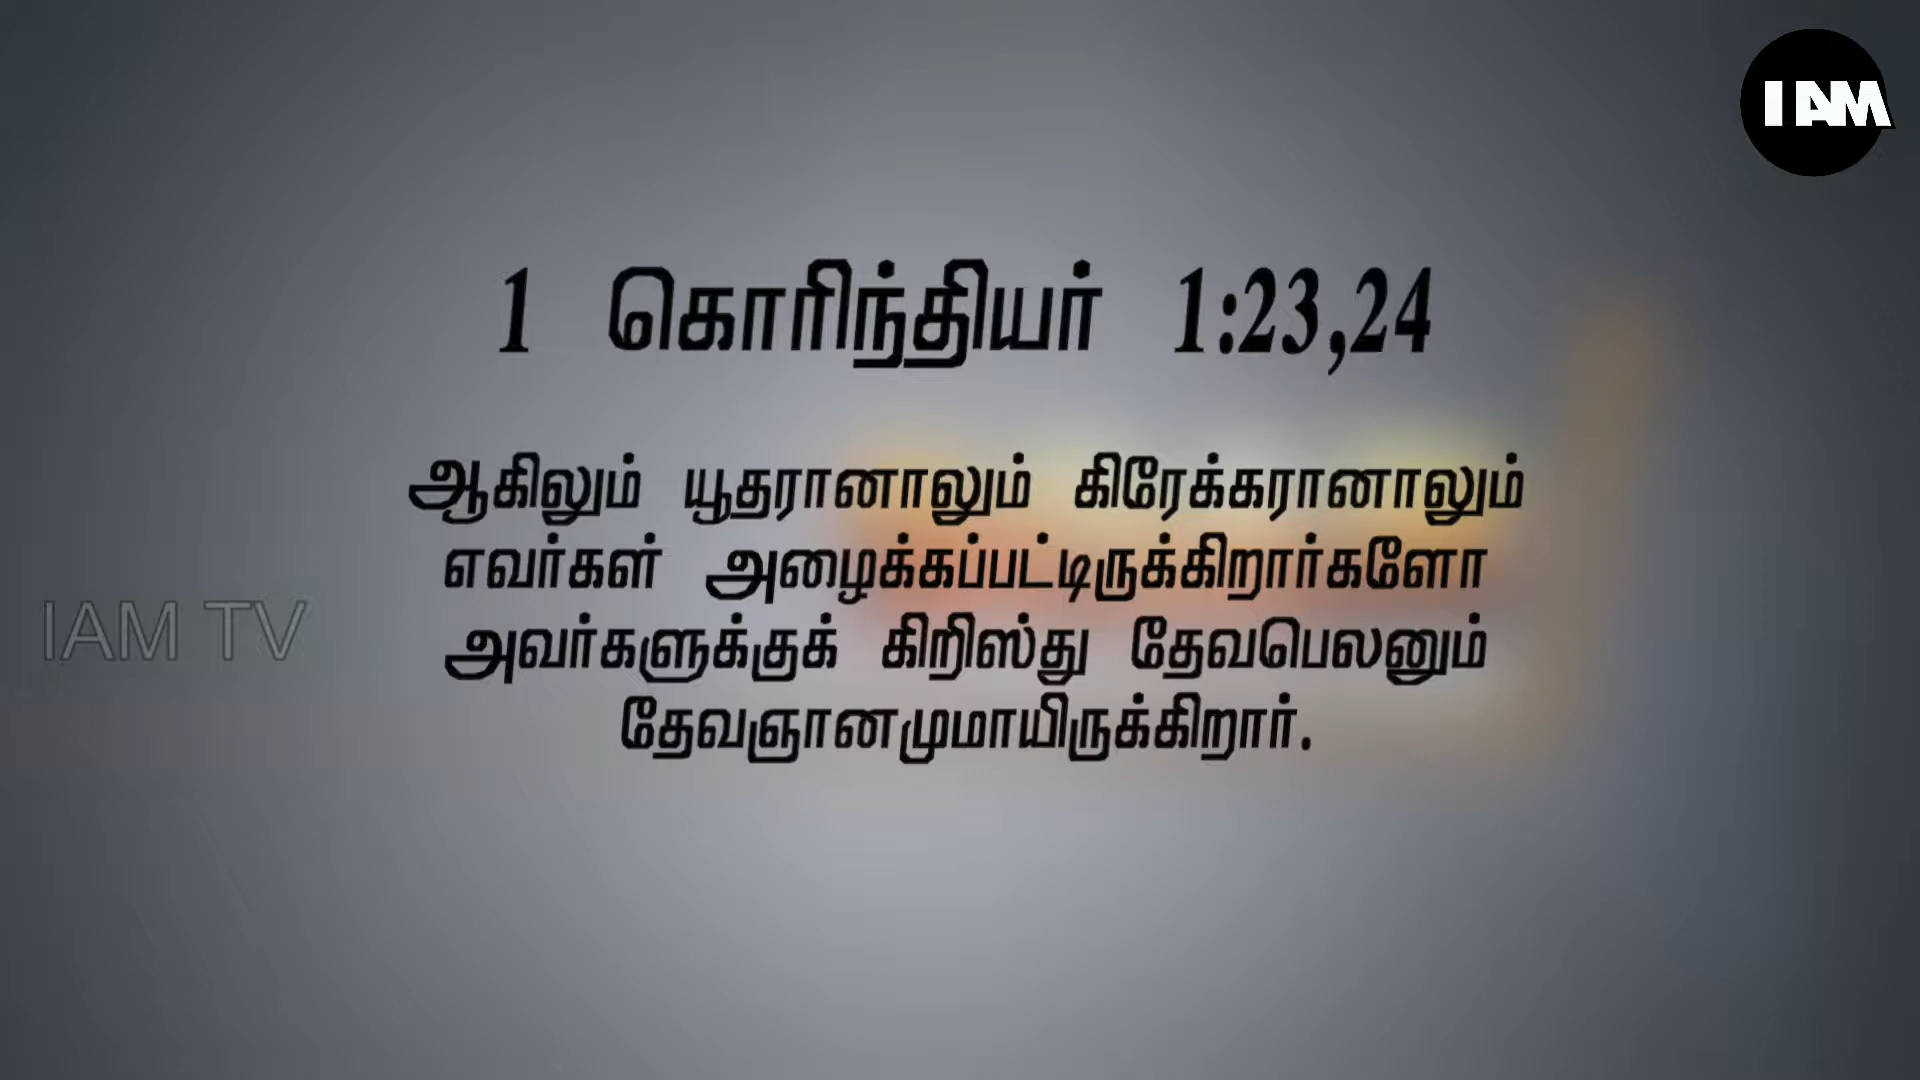 I AM
1 கொரிந்தியர் 1:23,24
ஆகிலும் யூதரானாலும் கிரேக்கரானாலும்
எவர்கள் அழைக்கப்பட்டிருக்கிறார்களோ
அவர்களுக்குக் கிறிஸ்து தேவபெலனும்
தேவஞானமுமாயிருக்கிறார்.
IAM TV